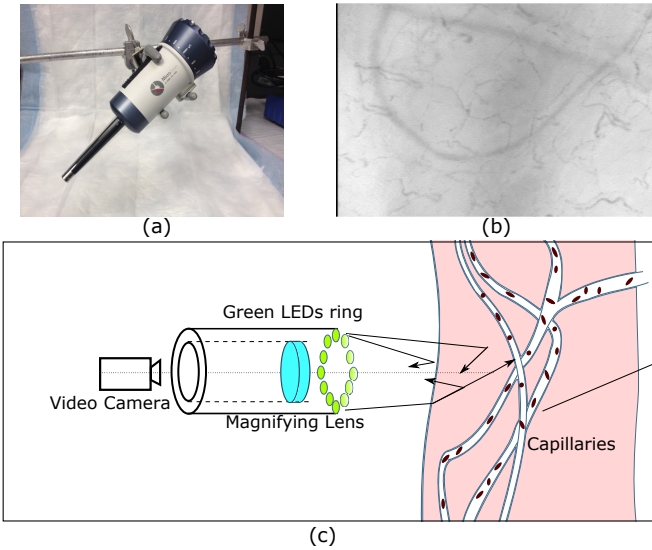 (a)
(b)
Green LEDs ring
Video Camera
Magnifying Lens
Capillaries
(c)